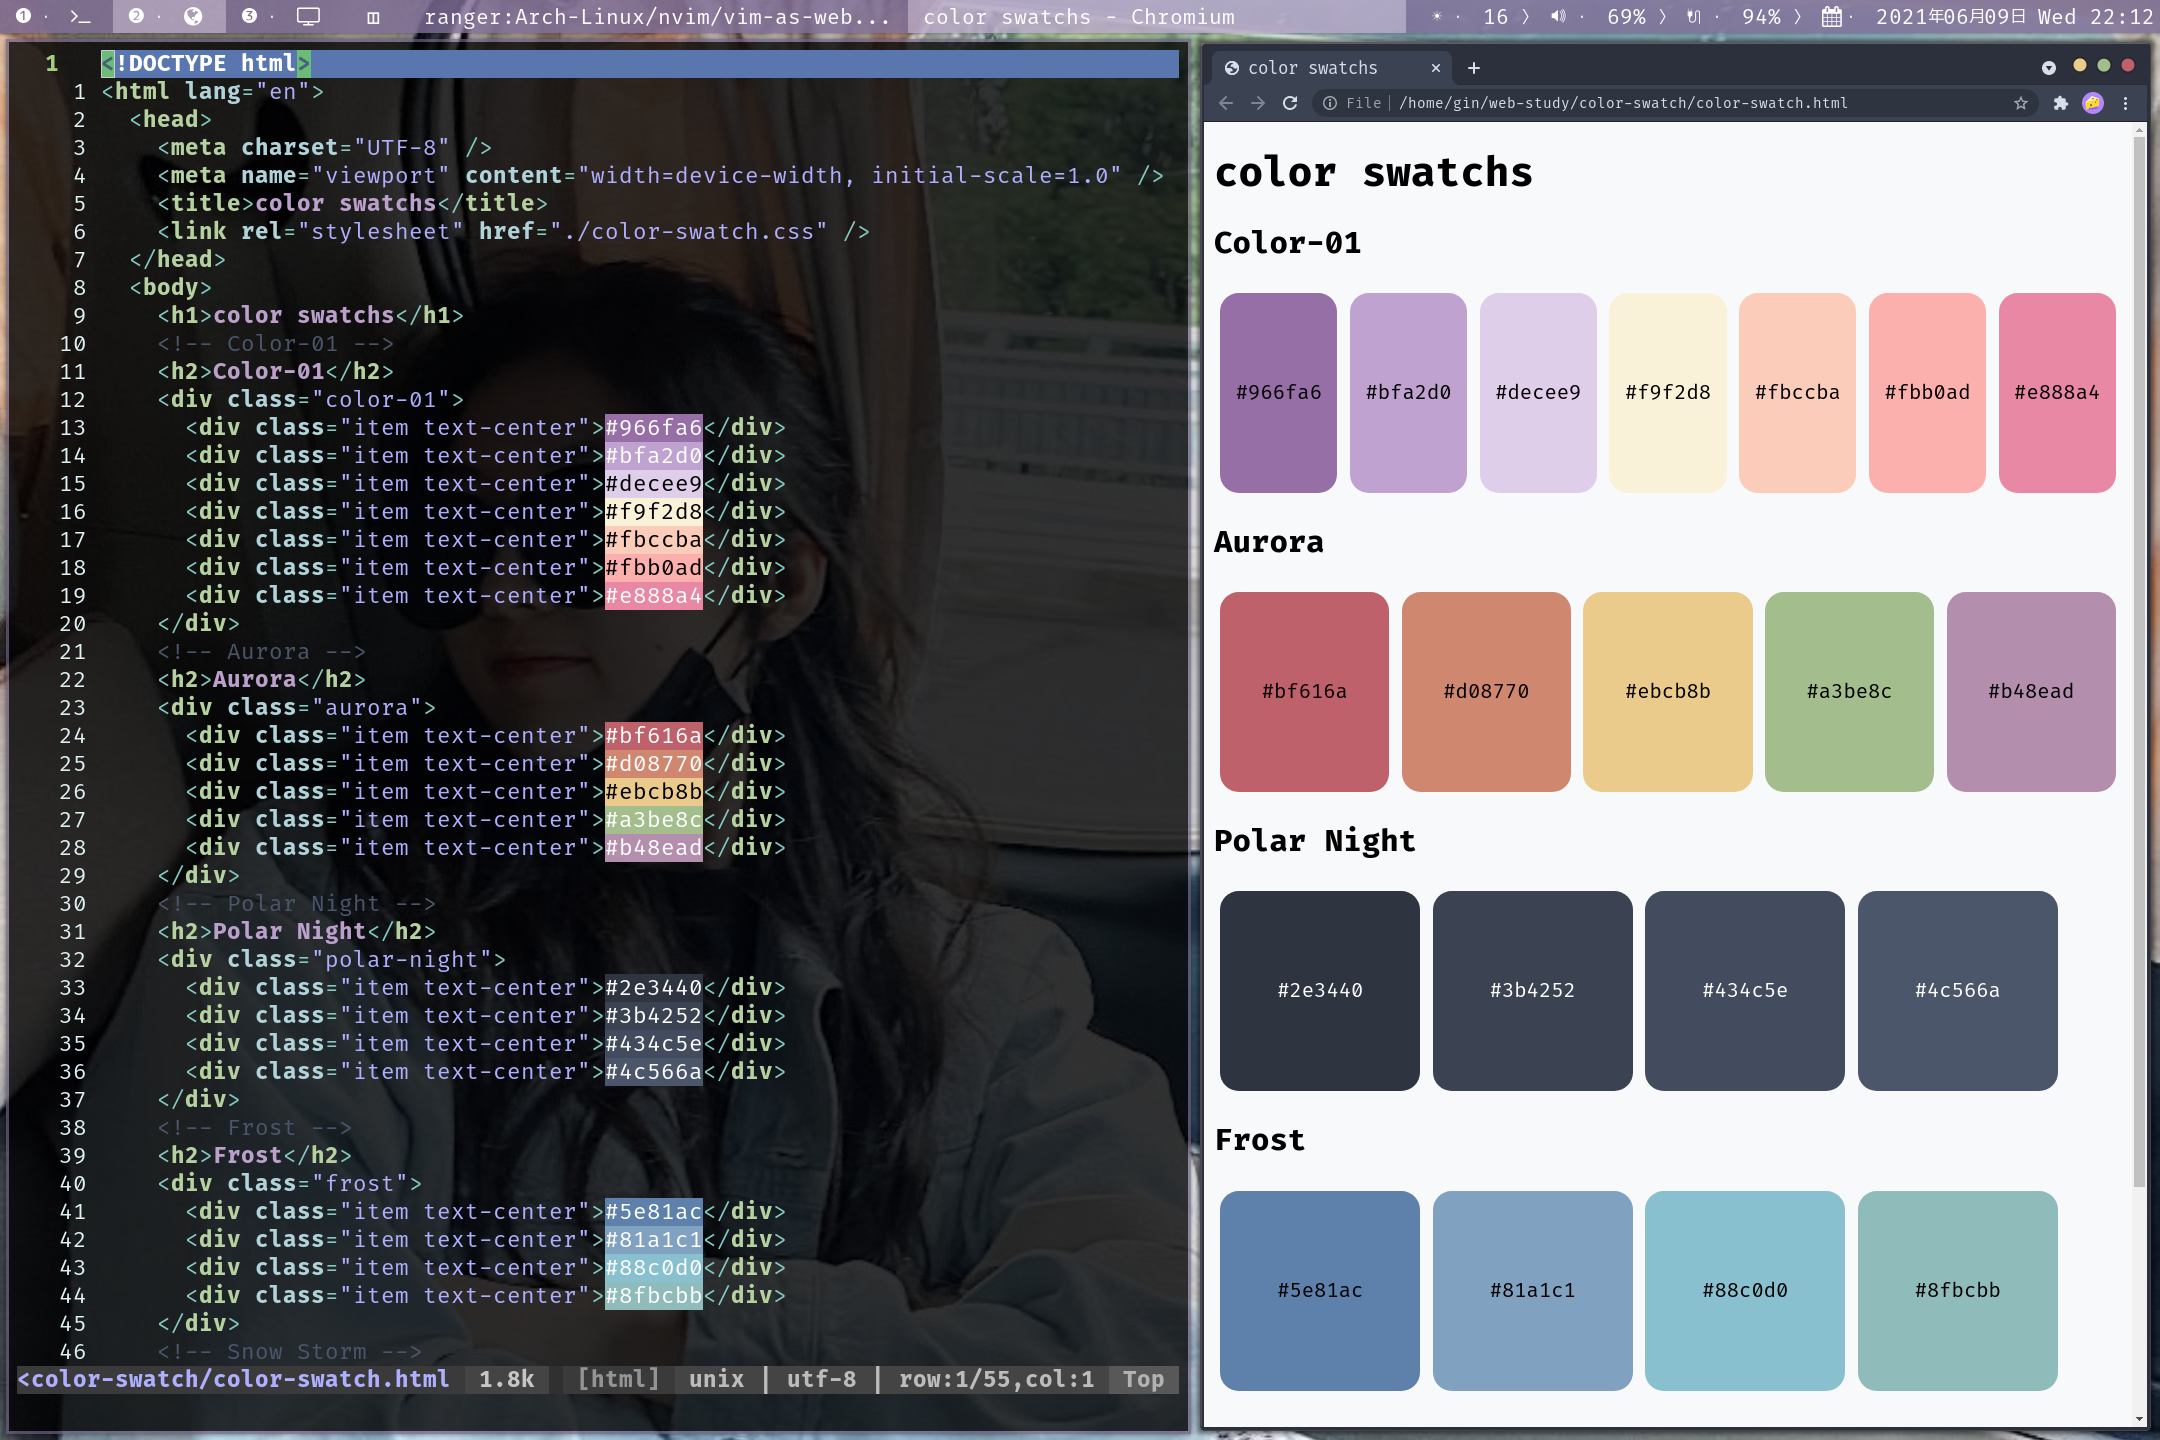 1 · 2 · 3 · ranger:Arch-Linux/nvim/vim-as-web... color swatchs - Chromium · 16 〉 · 69% 〉 · 94% 〉 · 2021年06月09日 Wed 22:12
1 <!DOCTYPE html>
1 <html lang="en">
2 <head>
3 <meta charset="UTF-8" />
4 <meta name="viewport" content="width=device-width, initial-scale=1.0" />
5 <title>color swatchs</title>
6 <link rel="stylesheet" href="./color-swatch.css" />
7 </head>
8 <body>
9 <h1>color swatchs</h1>
10 <!-- Color-01 -->
11 <h2>Color-01</h2>
12 <div class="color-01">
13 <div class="item text-center">#966fa6</div>
14 <div class="item text-center">#bfa2d0</div>
15 <div class="item text-center">#decee9</div>
16 <div class="item text-center">#f9f2d8</div>
17 <div class="item text-center">#fbccba</div>
18 <div class="item text-center">#fbb0ad</div>
19 <div class="item text-center">#e888a4</div>
20 </div>
21 <!-- Aurora -->
22 <h2>Aurora</h2>
23 <div class="aurora">
24 <div class="item text-center">#bf616a</div>
25 <div class="item text-center">#d08770</div>
26 <div class="item text-center">#ebcb8b</div>
27 <div class="item text-center">#a3be8c</div>
28 <div class="item text-center">#b48ead</div>
29 </div>
30 <!-- Polar Night -->
31 <h2>Polar Night</h2>
32 <div class="polar-night">
33 <div class="item text-center">#2e3440</div>
34 <div class="item text-center">#3b4252</div>
35 <div class="item text-center">#434c5e</div>
36 <div class="item text-center">#4c566a</div>
37 </div>
38 <!-- Frost -->
39 <h2>Frost</h2>
40 <div class="frost">
41 <div class="item text-center">#5e81ac</div>
42 <div class="item text-center">#81a1c1</div>
43 <div class="item text-center">#88c0d0</div>
44 <div class="item text-center">#8fbcbb</div>
45 </div>
46 <!-- Snow Storm -->
<color-swatch/color-swatch.html 1.8k [html] unix | utf-8 | row:1/55,col:1 Top
color swatchs × +
File | /home/gin/web-study/color-swatch/color-swatch.html
color swatchs
Color-01
#966fa6 #bfa2d0 #decee9 #f9f2d8 #fbccba #fbb0ad #e888a4
Aurora
#bf616a #d08770 #ebcb8b #a3be8c #b48ead
Polar Night
#2e3440 #3b4252 #434c5e #4c566a
Frost
#5e81ac #81a1c1 #88c0d0 #8fbcbb